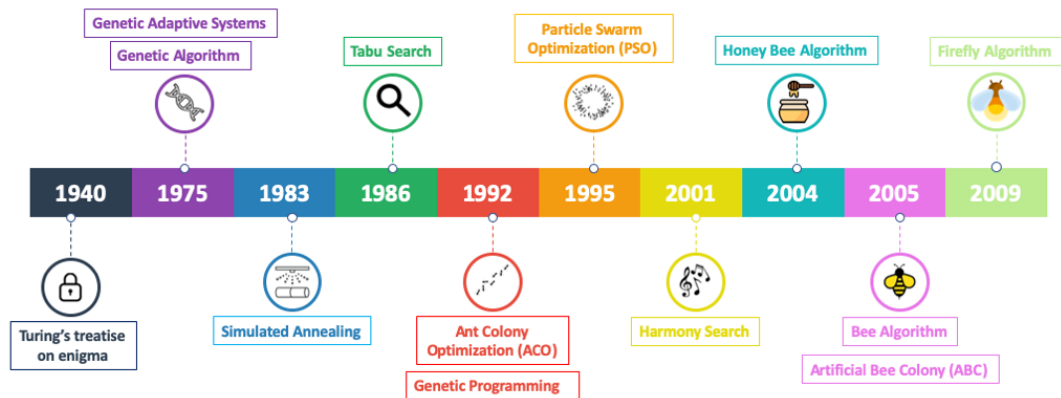 Genetic Adaptive Systems
Genetic Algorithm
Tabu Search
Particle Swarm
Optimization (PSO)
Honey Bee Algorithm
Firefly Algorithm
1940 1975 1983 1986 1992 1995 2001 2004 2005 2009
Turing's treatise
on enigma
Simulated Annealing
Ant Colony
Optimization (ACO)
Genetic Programming
Harmony Search
Bee Algorithm
Artificial Bee Colony (ABC)